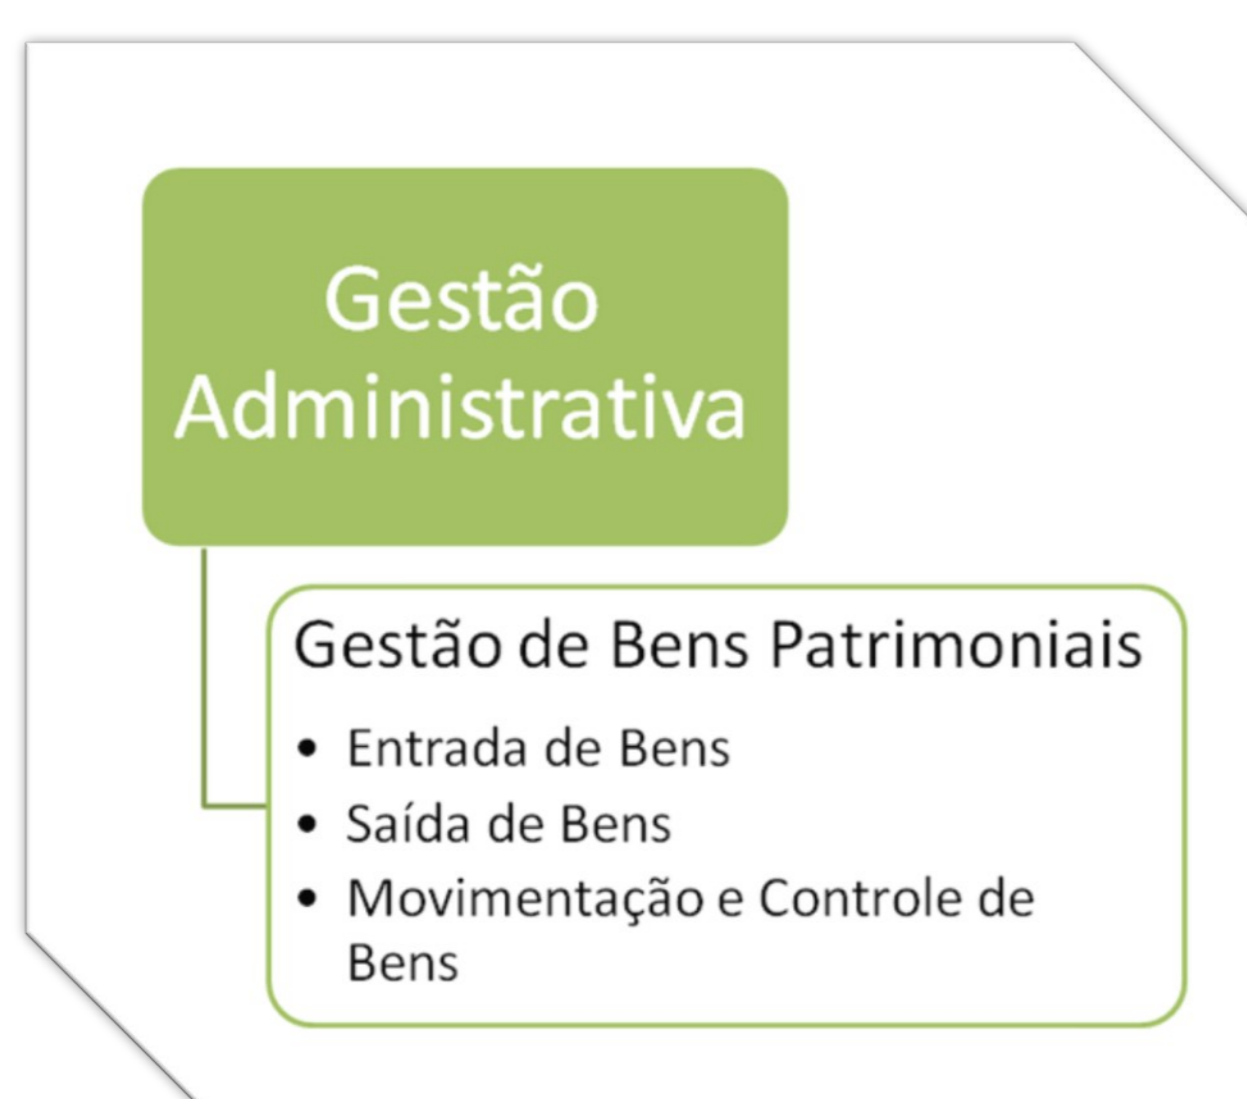 Gestão
Administrativa
Gestão de Bens Patrimoniais
• Entrada de Bens
• Saída de Bens
• Movimentação e Controle de
Bens